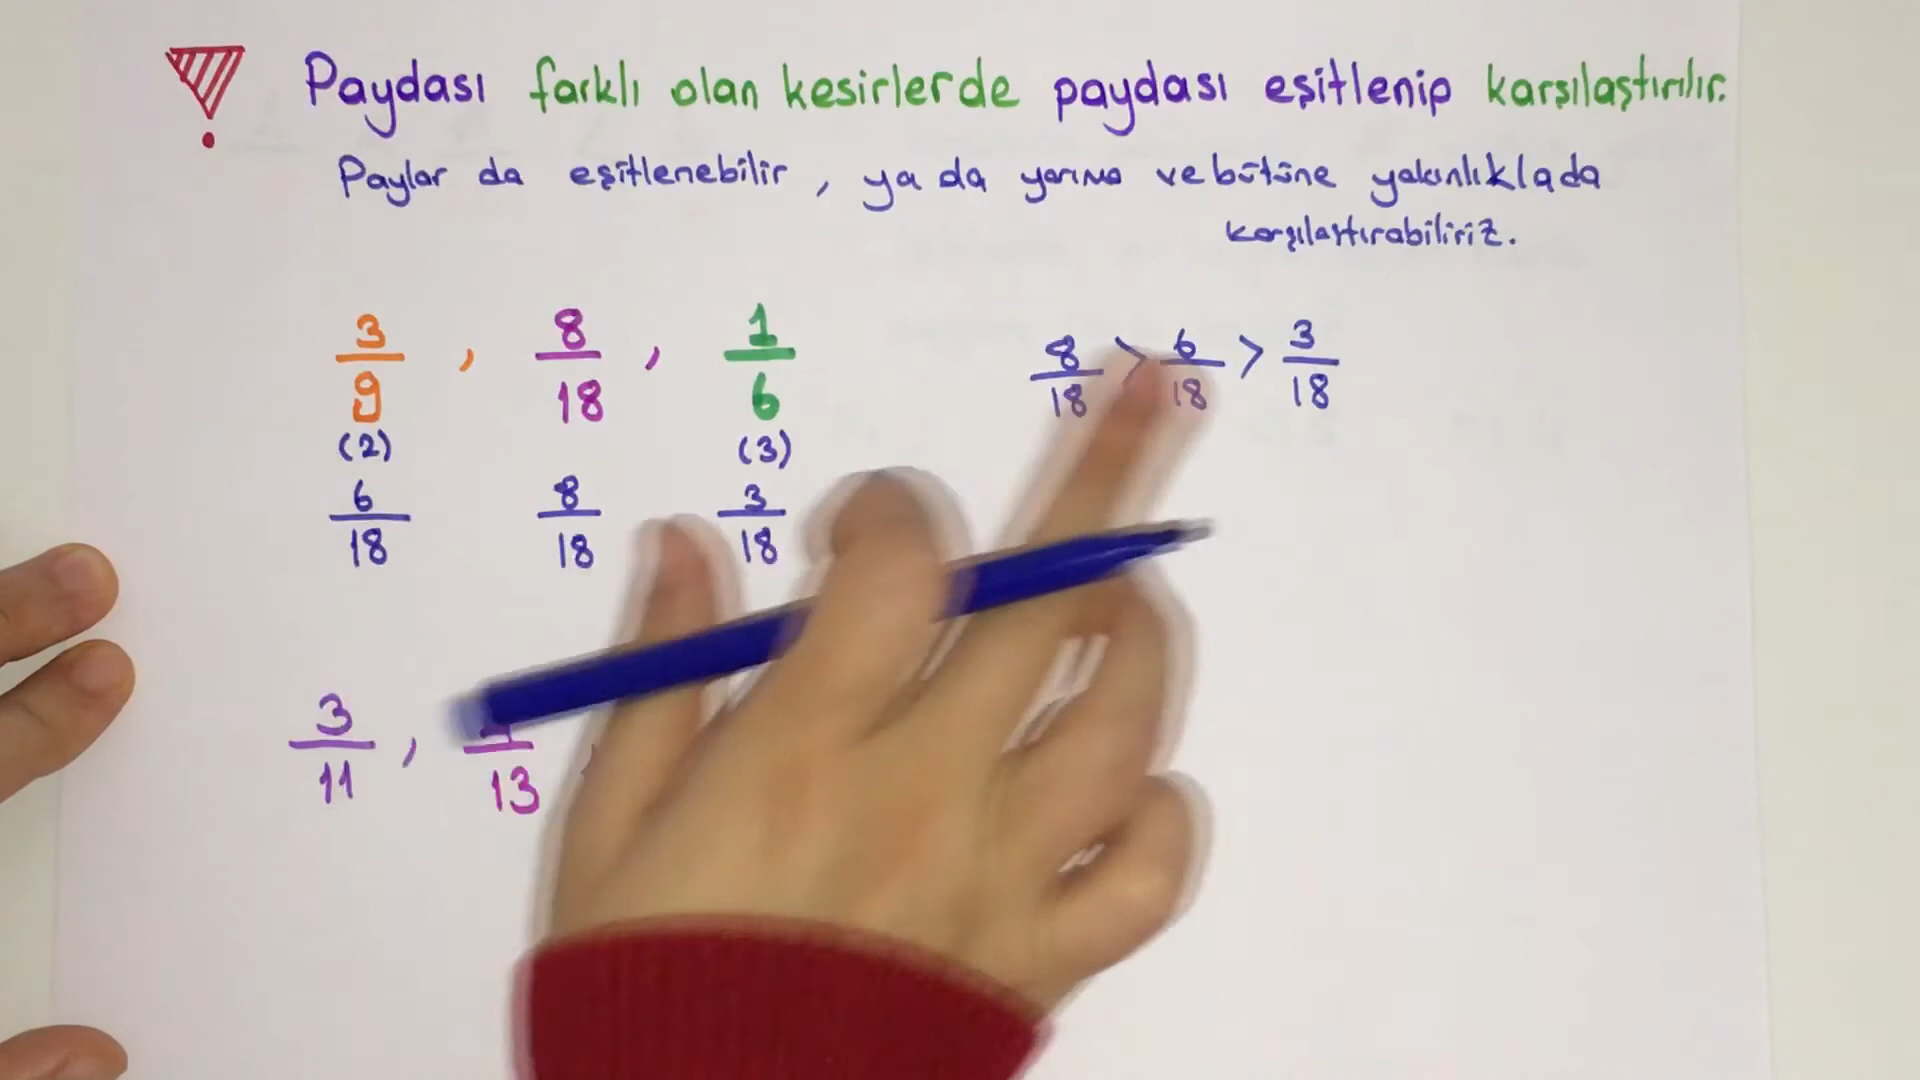 Paydası farklı olan kesirlerde paydası eşitlenip karşılaştırılır.
Paylar da eşitlenebilir, ya da yarıma ve bütüne yakınlıklada
karşılaştırabiliriz.
3/9 , 8/18 , 1/6
(2) (3)
6/18 8/18 3/18
8/18 > 6/18 > 3/18
3/11 , /13